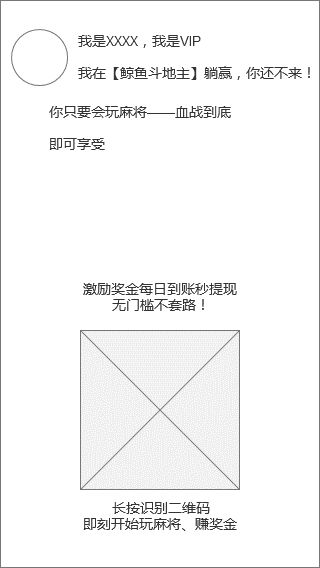 我是XXXX，我是VIP
我在【鲸鱼斗地主】躺赢，你还不来！
你只要会玩麻将——血战到底
即可享受
激励奖金每日到账秒提现
无门槛不套路！
长按识别二维码
即刻开始玩麻将、赚奖金